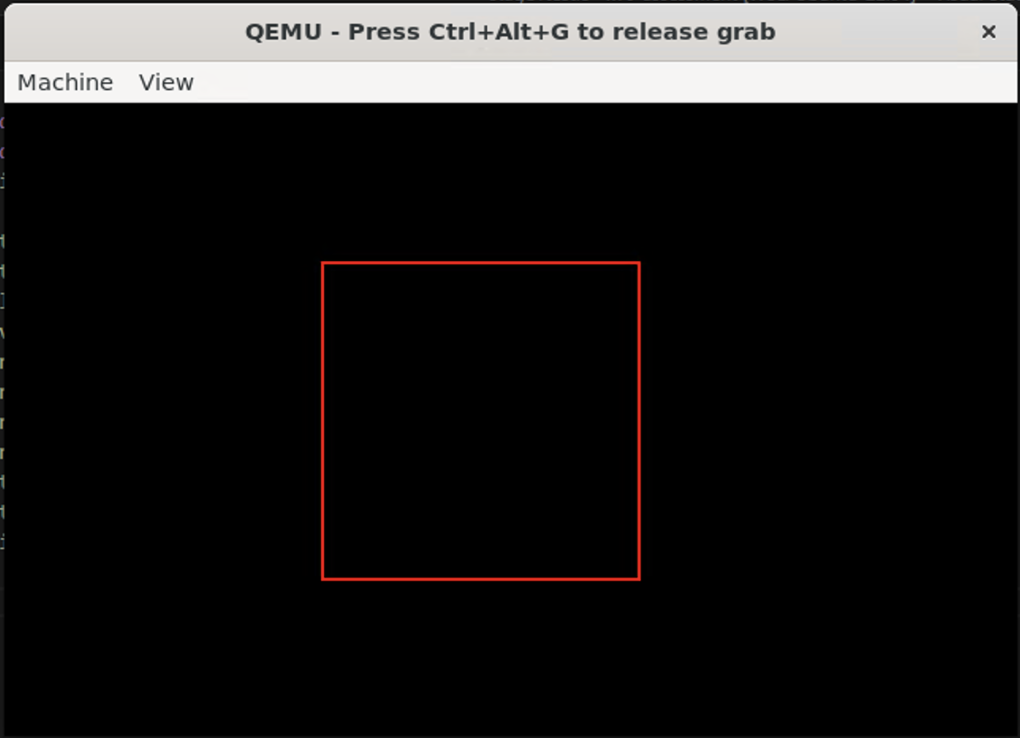 QEMU - Press Ctrl+Alt+G to release grab
Machine View